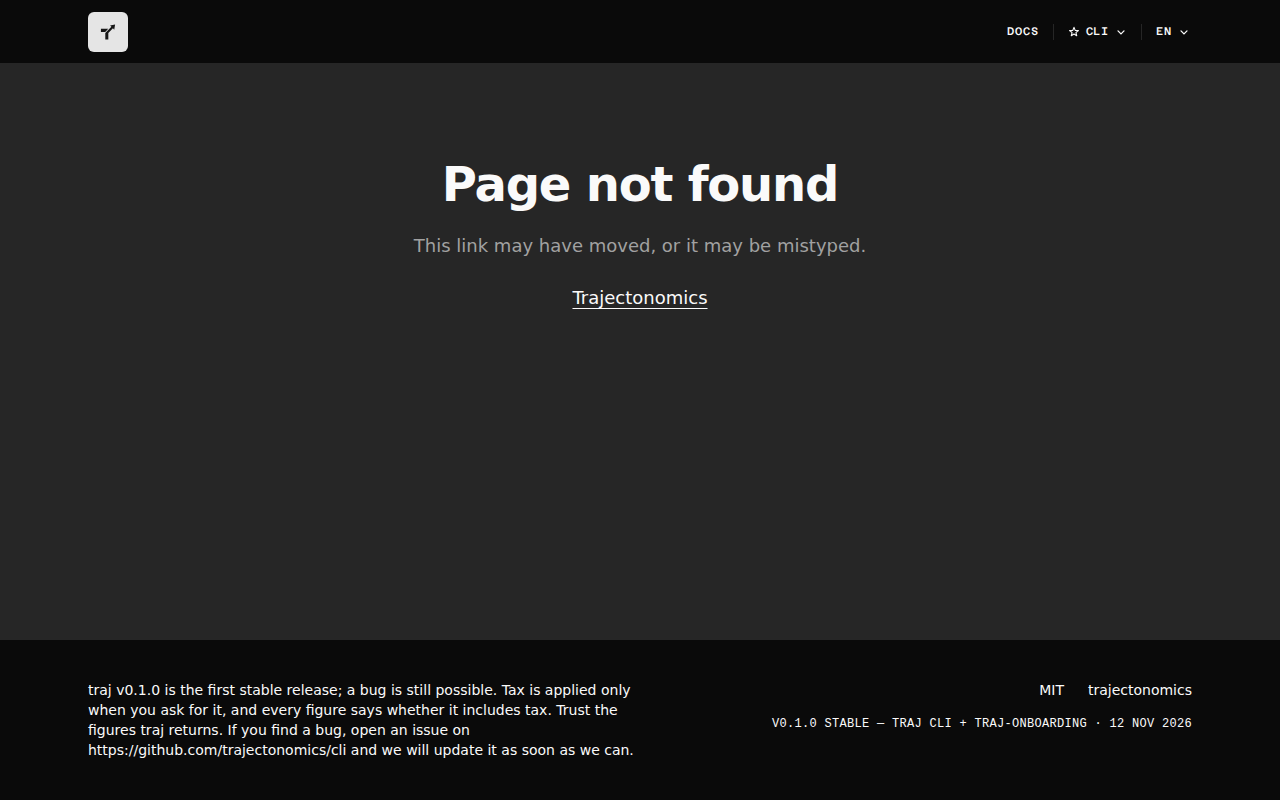 DOCS
CLI
EN
Page not found
This link may have moved, or it may be mistyped.
Trajectonomics
traj v0.1.0 is the first stable release; a bug is still possible. Tax is applied only
when you ask for it, and every figure says whether it includes tax. Trust the
figures traj returns. If you find a bug, open an issue on
https://github.com/trajectonomics/cli and we will update it as soon as we can.
MIT trajectonomics
V0.1.0 STABLE — TRAJ CLI + TRAJ-ONBOARDING · 12 NOV 2026